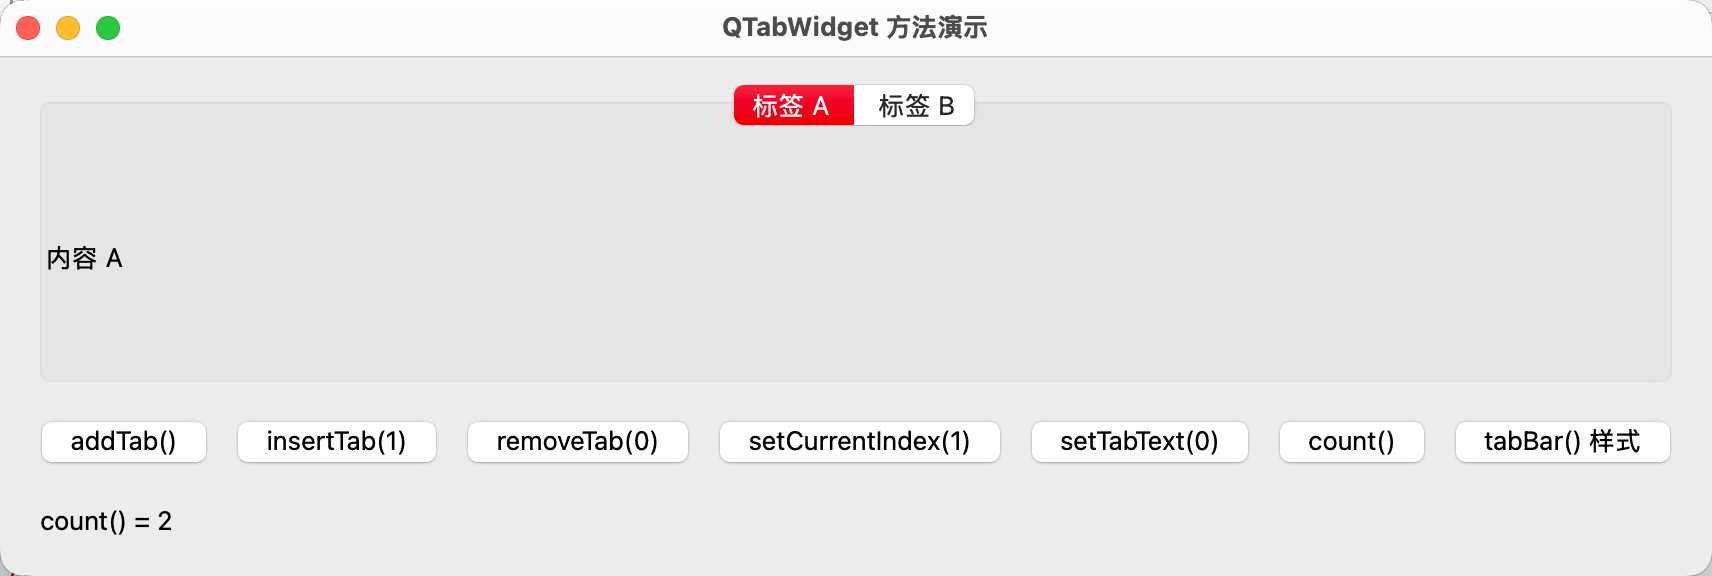 QTabWidget 方法演示
标签 A 标签 B
内容 A
addTab() insertTab(1) removeTab(0) setCurrentIndex(1) setTabText(0) count() tabBar() 样式
count() = 2